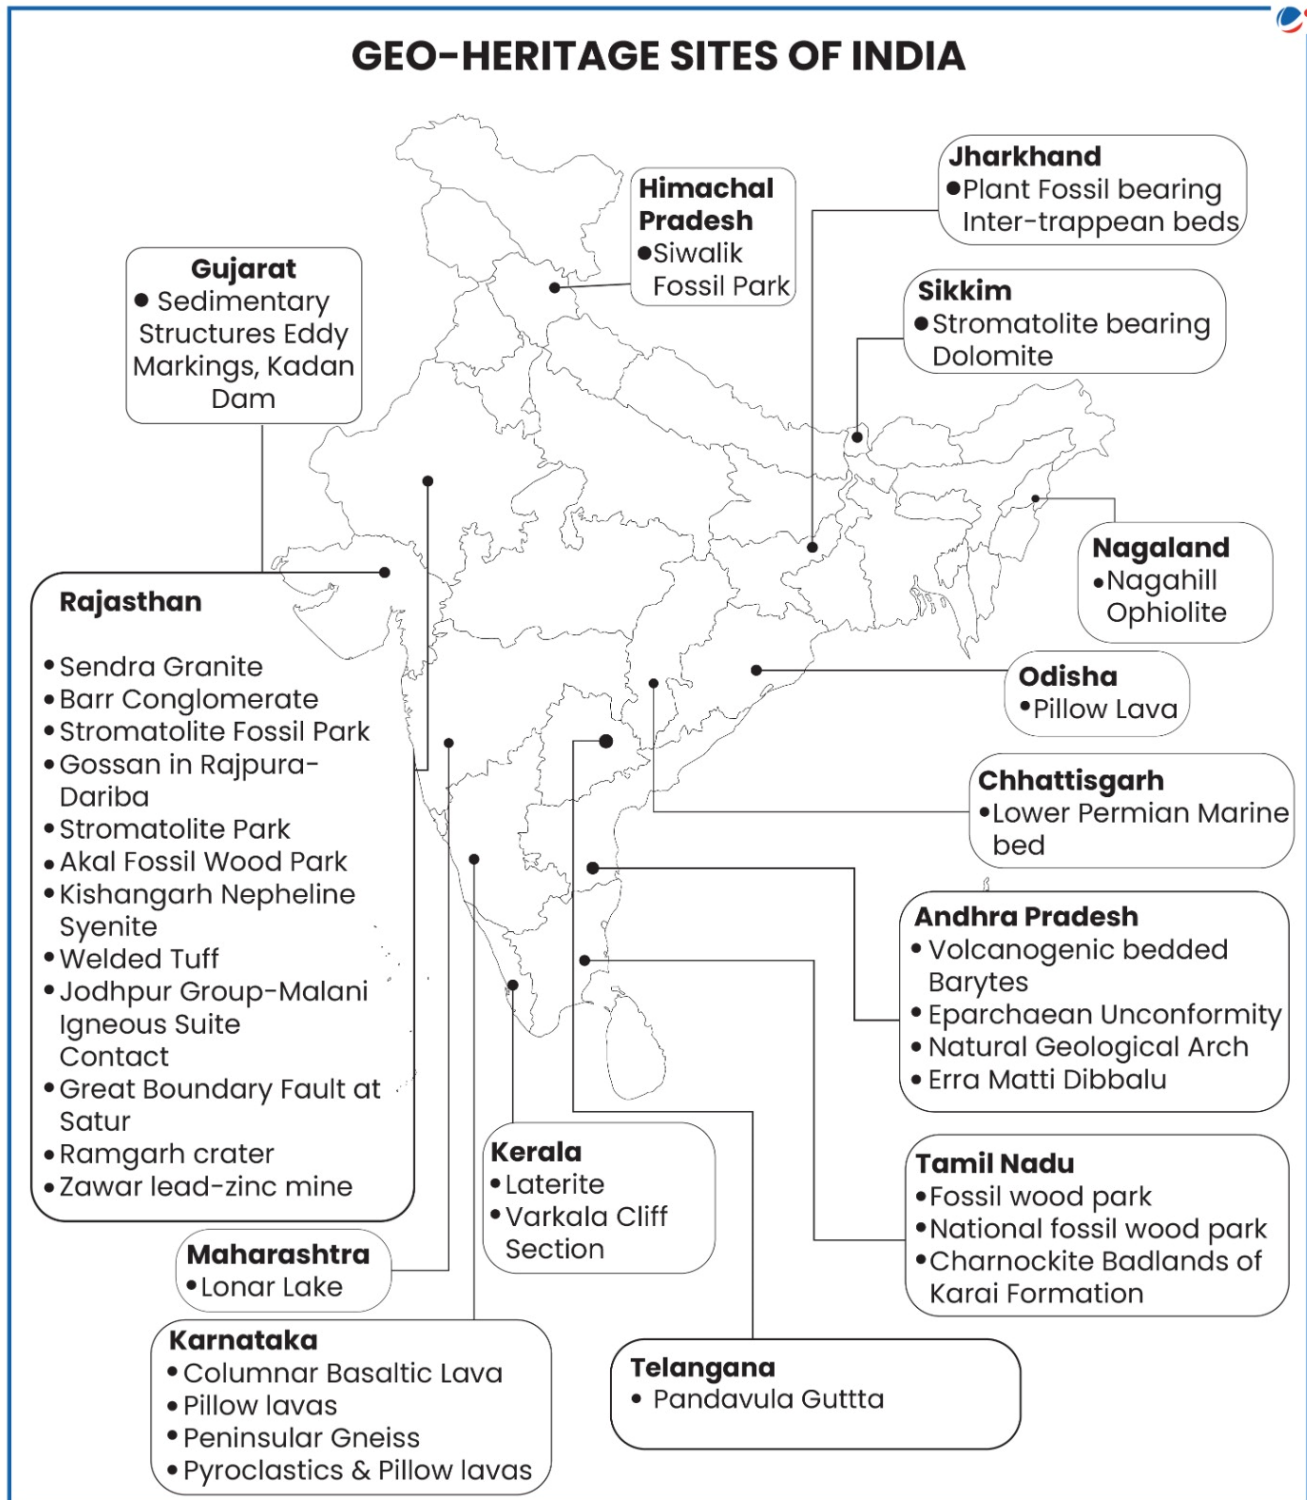 GEO-HERITAGE SITES OF INDIA
Jharkhand
● Plant Fossil bearing
Inter-trappean beds
Himachal
Pradesh
● Siwalik
Fossil Park
Gujarat
● Sedimentary
Structures Eddy
Markings, Kadan
Dam
Sikkim
● Stromatolite bearing
Dolomite
Nagaland
● Nagahill
Ophiolite
Rajasthan
● Sendra Granite
● Barr Conglomerate
● Stromatolite Fossil Park
● Gossan in Rajpura-
Dariba
● Stromatolite Park
● Akal Fossil Wood Park
● Kishangarh Nepheline
Syenite
● Welded Tuff
● Jodhpur Group-Malani
Igneous Suite
Contact
● Great Boundary Fault at
Satur
● Ramgarh crater
● Zawar lead-zinc mine
Odisha
● Pillow Lava
Chhattisgarh
● Lower Permian Marine
bed
Andhra Pradesh
● Volcanogenic bedded
Barytes
● Eparchaean Unconformity
● Natural Geological Arch
● Erra Matti Dibbalu
Kerala
● Laterite
● Varkala Cliff
Section
Tamil Nadu
● Fossil wood park
● National fossil wood park
● Charnockite Badlands of
Karai Formation
Maharashtra
● Lonar Lake
Karnataka
● Columnar Basaltic Lava
● Pillow lavas
● Peninsular Gneiss
● Pyroclastics & Pillow lavas
Telangana
● Pandavula Guttta